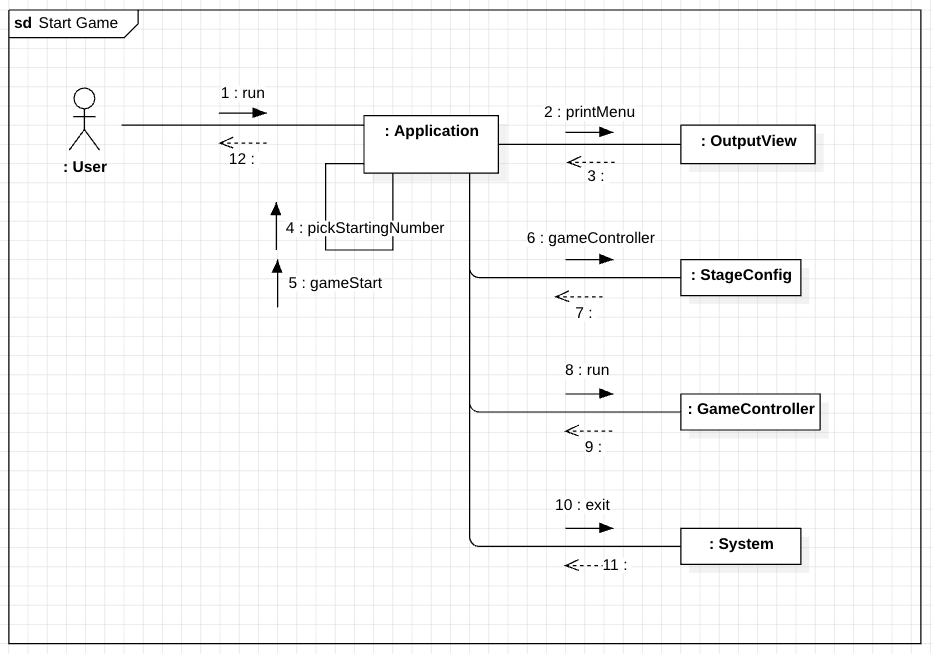 sd Start Game
1 : run
2 : printMenu
: Application
: OutputView
12 :
3 :
: User
4 : pickStartingNumber
6 : gameController
5 : gameStart
: StageConfig
7 :
8 : run
: GameController
9 :
10 : exit
: System
11 :